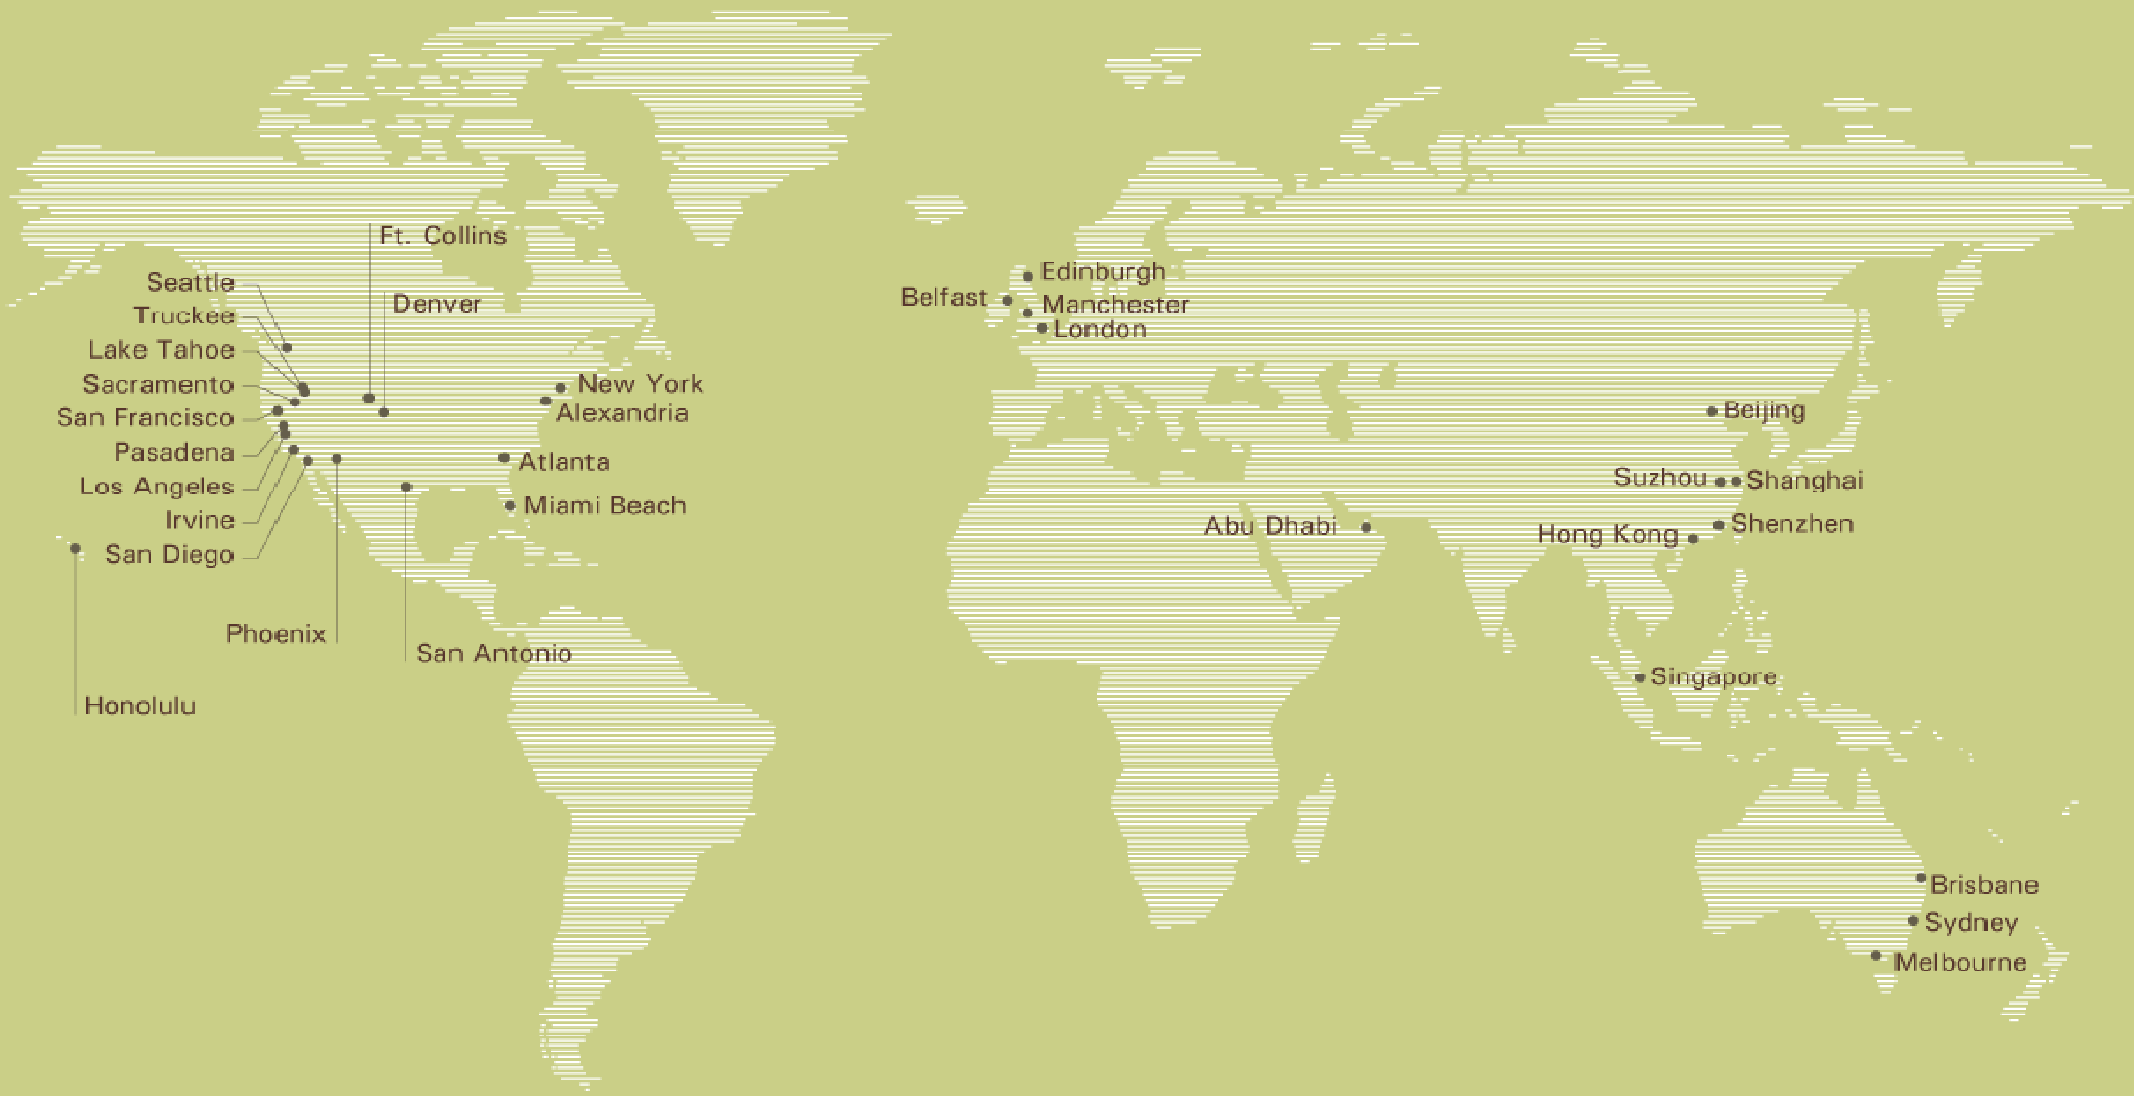 Ft. Collins
Seattle
Denver
Truckee
Lake Tahoe
Sacramento
San Francisco
Pasadena
Los Angeles
Irvine
San Diego
New York
Alexandria
Atlanta
Miami Beach
Phoenix
San Antonio
Honolulu
Edinburgh
Belfast
Manchester
London
Abu Dhabi
Beijing
Suzhou
Shanghai
Shenzhen
Hong Kong
Singapore
Brisbane
Sydney
Melbourne